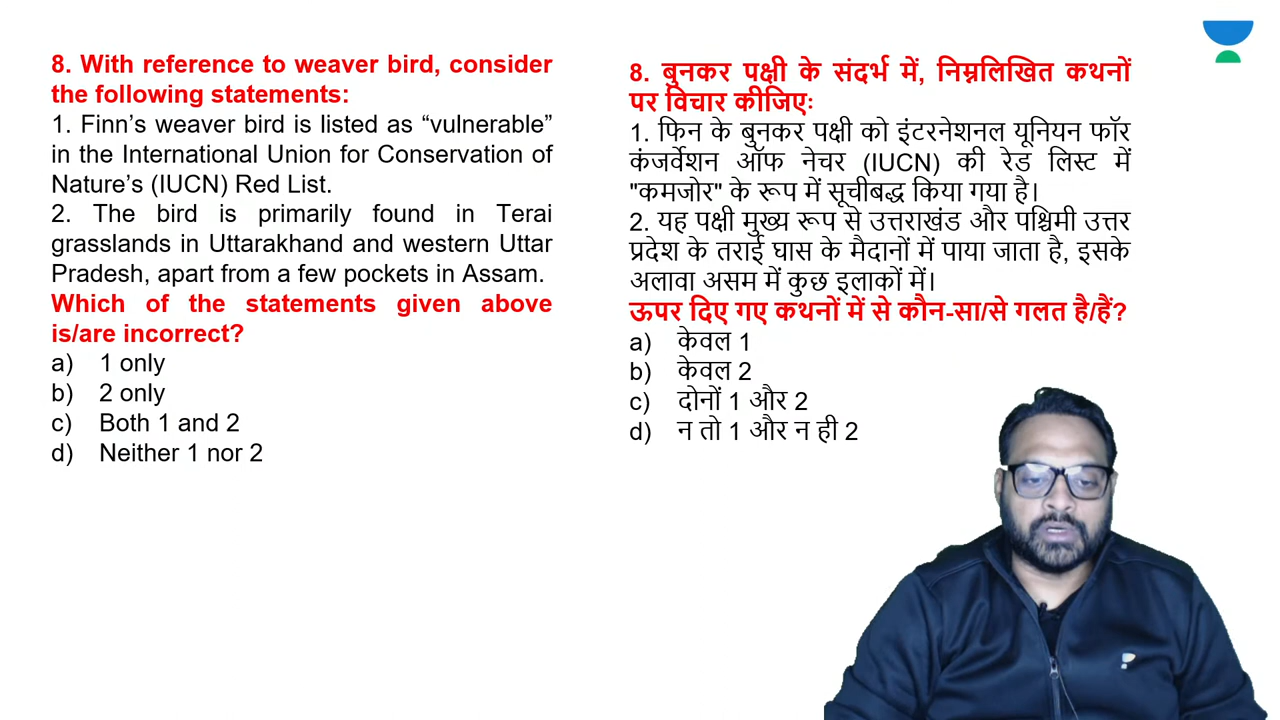 8. With reference to weaver bird, consider
the following statements:
1. Finn’s weaver bird is listed as “vulnerable”
in the International Union for Conservation of
Nature’s (IUCN) Red List.
2. The bird is primarily found in Terai
grasslands in Uttarakhand and western Uttar
Pradesh, apart from a few pockets in Assam.
Which of the statements given above
is/are incorrect?
a) 1 only
b) 2 only
c) Both 1 and 2
d) Neither 1 nor 2
8. बुनकर पक्षी के संदर्भ में, निम्नलिखित कथनों
पर विचार कीजिए:
1. फिन के बुनकर पक्षी को इंटरनेशनल यूनियन फॉर
कंजर्वेशन ऑफ नेचर (IUCN) की रेड लिस्ट में
"कमजोर" के रूप में सूचीबद्ध किया गया है।
2. यह पक्षी मुख्य रूप से उत्तराखंड और पश्चिमी उत्तर
प्रदेश के तराई घास के मैदानों में पाया जाता है, इसके
अलावा असम में कुछ इलाकों में।
ऊपर दिए गए कथनों में से कौन-सा/से गलत है/हैं?
a) केवल 1
b) केवल 2
c) दोनों 1 और 2
d) न तो 1 और न ही 2